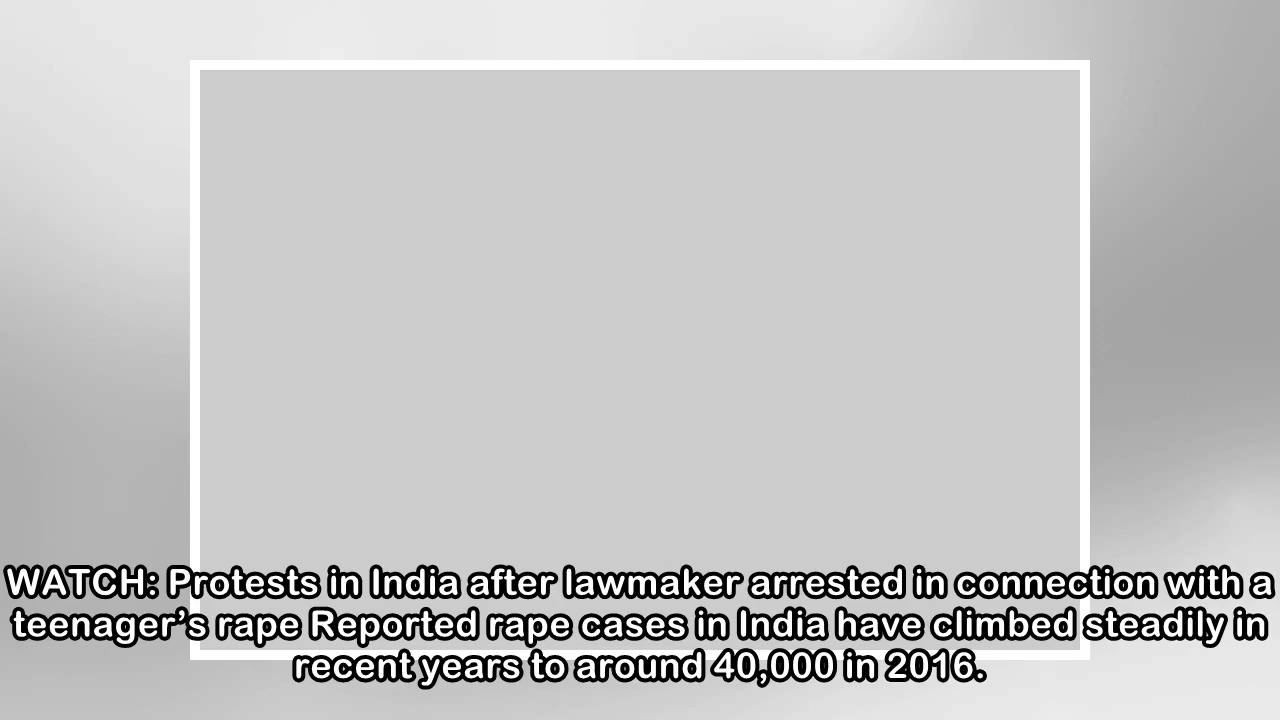 WATCH: Protests in India after lawmaker arrested in connection with a
teenager’s rape Reported rape cases in India have climbed steadily in
recent years to around 40,000 in 2016.